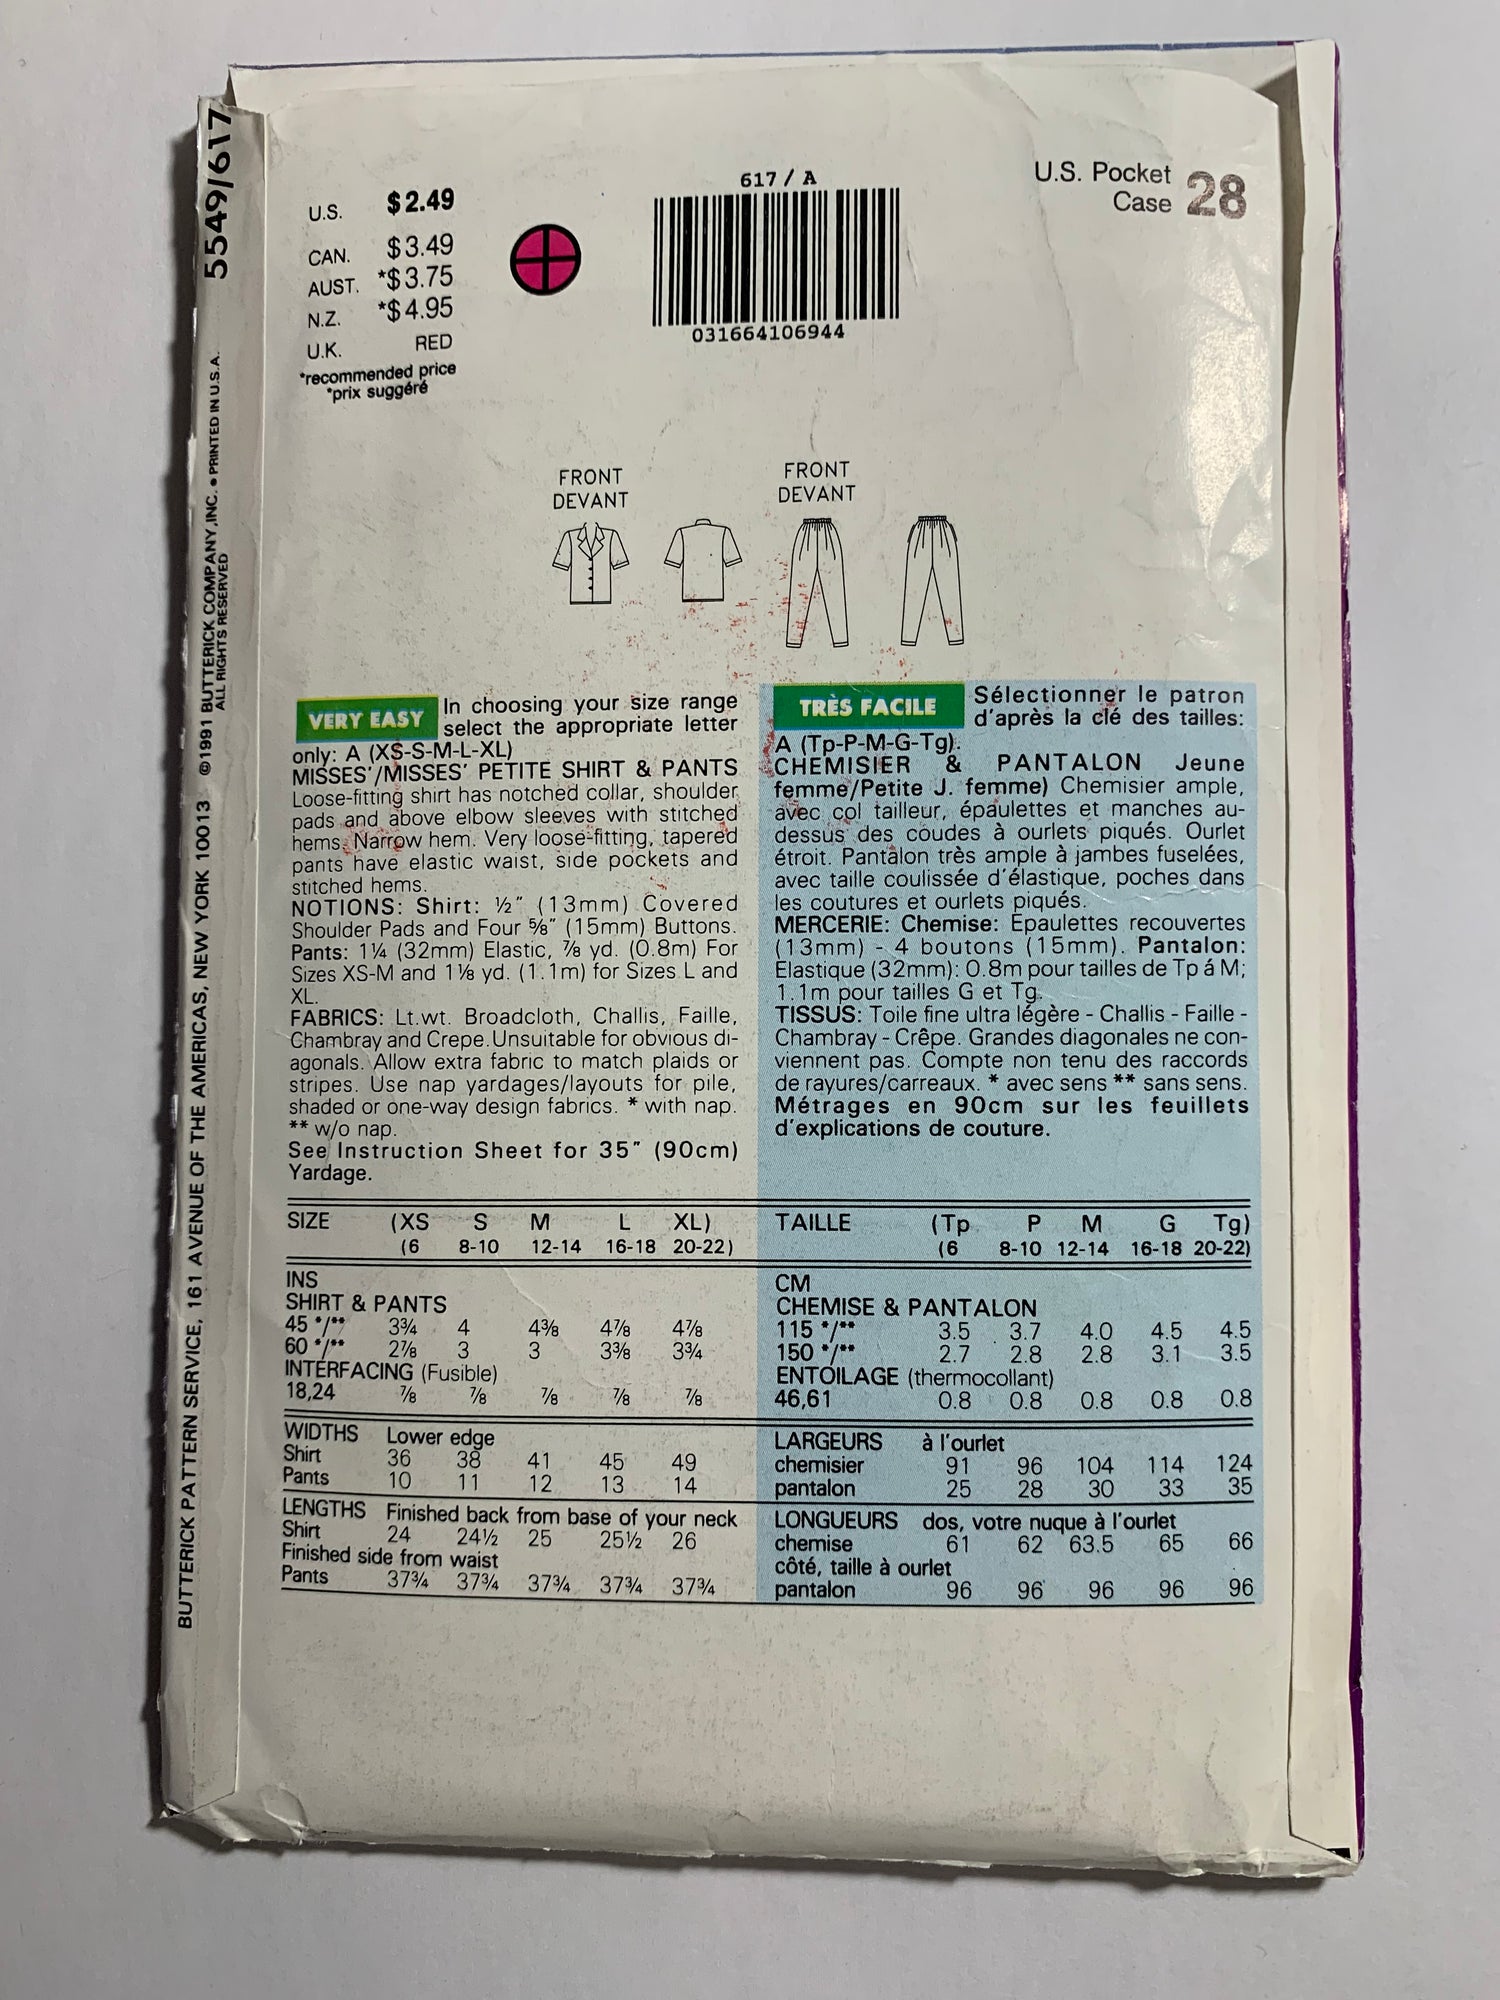 5549/617
©1991 BUTTERICK COMPANY, INC. • PRINTED IN U.S.A.
ALL RIGHTS RESERVED
BUTTERICK PATTERN SERVICE, 161 AVENUE OF THE AMERICAS, NEW YORK 10013
U.S. $2.49
CAN. $3.49
AUST. *$3.75
N.Z. *$4.95
U.K. RED
*recommended price
*prix suggéré
617 / A
031664106944
U.S. Pocket
Case 28
FRONT
DEVANT
FRONT
DEVANT
VERY EASY In choosing your size range
select the appropriate letter
only: A (XS-S-M-L-XL)
MISSES'/MISSES' PETITE SHIRT & PANTS
Loose-fitting shirt has notched collar, shoulder
pads and above elbow sleeves with stitched
hems. Narrow hem. Very loose-fitting, tapered
pants have elastic waist, side pockets and
stitched hems.
NOTIONS: Shirt: ½" (13mm) Covered
Shoulder Pads and Four ⅝" (15mm) Buttons.
Pants: 1¼ (32mm) Elastic, ⅞ yd. (0.8m) For
Sizes XS-M and 1⅛ yd. (1.1m) for Sizes L and
XL.
FABRICS: Lt.wt. Broadcloth, Challis, Faille,
Chambray and Crepe.Unsuitable for obvious di-
agonals. Allow extra fabric to match plaids or
stripes. Use nap yardages/layouts for pile,
shaded or one-way design fabrics. * with nap.
** w/o nap.
See Instruction Sheet for 35" (90cm)
Yardage.
TRÈS FACILE Sélectionner le patron
d'après la clé des tailles:
A (Tp-P-M-G-Tg).
CHEMISIER & PANTALON Jeune
femme/Petite J. femme) Chemisier ample,
avec col tailleur, épaulettes et manches au-
dessus des coudes à ourlets piqués. Ourlet
étroit. Pantalon très ample à jambes fuselées,
avec taille coulissée d'élastique, poches dans
les coutures et ourlets piqués.
MERCERIE: Chemise: Epaulettes recouvertes
(13mm) - 4 boutons (15mm). Pantalon:
Elastique (32mm): 0.8m pour tailles de Tp á M;
1.1m pour tailles G et Tg.
TISSUS: Toile fine ultra légère - Challis - Faille -
Chambray - Crêpe. Grandes diagonales ne con-
viennent pas. Compte non tenu des raccords
de rayures/carreaux. * avec sens ** sans sens.
Métrages en 90cm sur les feuillets
d'explications de couture.
SIZE (XS S M L XL)
(6 8-10 12-14 16-18 20-22)
INS
SHIRT & PANTS
45 */** 3¾ 4 4⅜ 4⅞ 4⅞
60 */** 2⅞ 3 3 3⅜ 3¾
INTERFACING (Fusible)
18,24 ⅞ ⅞ ⅞ ⅞ ⅞
WIDTHS Lower edge
Shirt 36 38 41 45 49
Pants 10 11 12 13 14
LENGTHS Finished back from base of your neck
Shirt 24 24½ 25 25½ 26
Finished side from waist
Pants 37¾ 37¾ 37¾ 37¾ 37¾
TAILLE (Tp P M G Tg)
(6 8-10 12-14 16-18 20-22)
CM
CHEMISE & PANTALON
115 */** 3.5 3.7 4.0 4.5 4.5
150 */** 2.7 2.8 2.8 3.1 3.5
ENTOILAGE (thermocollant)
46,61 0.8 0.8 0.8 0.8 0.8
LARGEURS à l'ourlet
chemisier 91 96 104 114 124
pantalon 25 28 30 33 35
LONGUEURS dos, votre nuque à l'ourlet
chemise 61 62 63.5 65 66
côté, taille à ourlet
pantalon 96 96 96 96 96